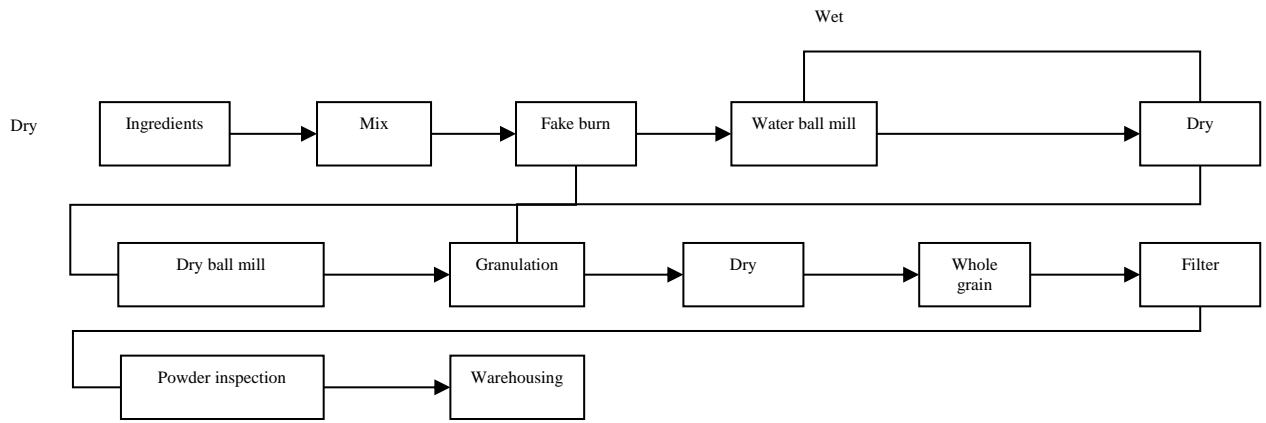 Wet
Dry
Ingredients
Mix
Fake burn
Water ball mill
Dry
Dry ball mill
Granulation
Dry
Whole
grain
Filter
Powder inspection
Warehousing